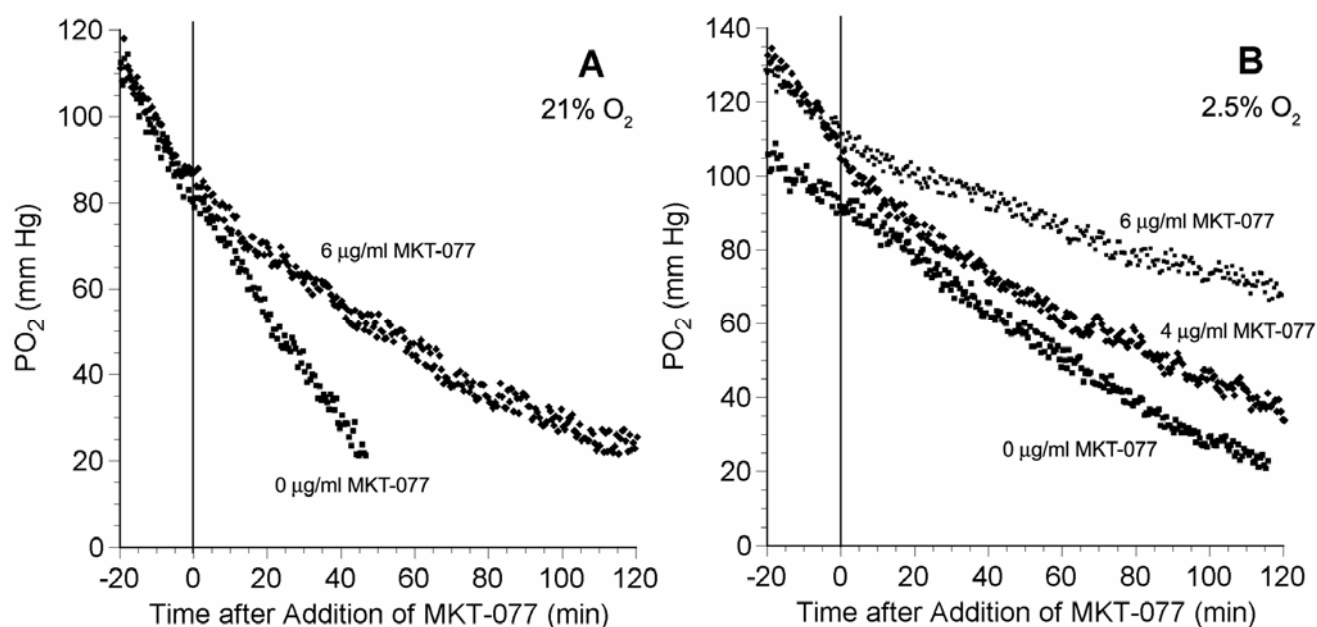 A
21% O₂
PO₂ (mm Hg)
120
100
80
60
40
20
0
6 µg/ml MKT-077
0 µg/ml MKT-077
-20 0 20 40 60 80 100 120
Time after Addition of MKT-077 (min)
B
2.5% O₂
PO₂ (mm Hg)
140
120
100
80
60
40
20
0
6 µg/ml MKT-077
4 µg/ml MKT-077
0 µg/ml MKT-077
-20 0 20 40 60 80 100 120
Time after Addition of MKT-077 (min)